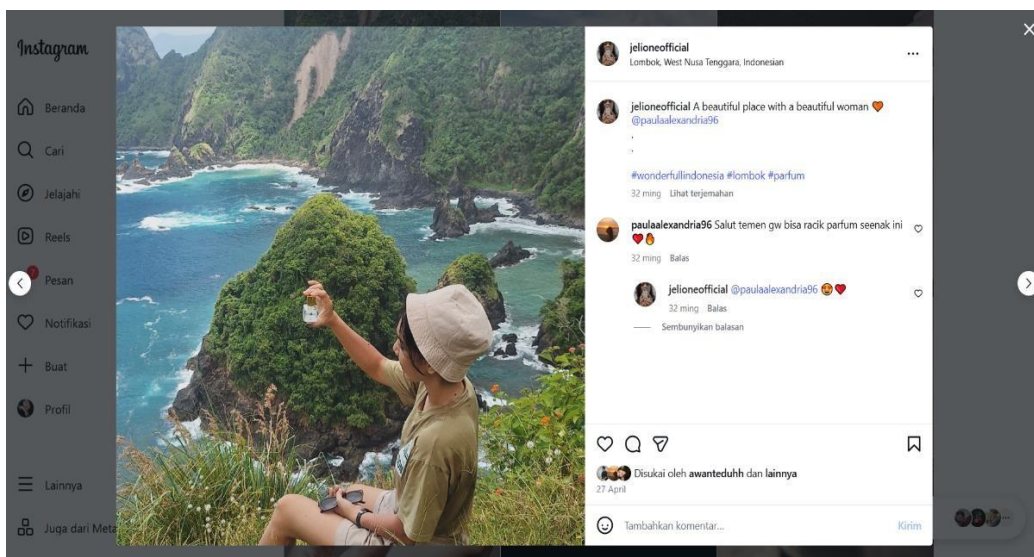 Instagram
Beranda
Cari
Jelajahi
Reels
Pesan
Notifikasi
Buat
Profil
Lainnya
Juga dari Meta
jelioneofficial
Lombok, West Nusa Tenggara, Indonesian
jelioneofficial A beautiful place with a beautiful woman 🧡
@paulaalexandria96
.
.
#wonderfullindonesia #lombok #parfum
32 ming Lihat terjemahan
paulaalexandria96 Salut temen gw bisa racik parfum seenak ini
❤️🔥
32 ming Balas
jelioneofficial @paulaalexandria96 😍❤️
32 ming Balas
Sembunyikan balasan
Disukai oleh awanteduhh dan lainnya
27 April
Tambahkan komentar...
Kirim